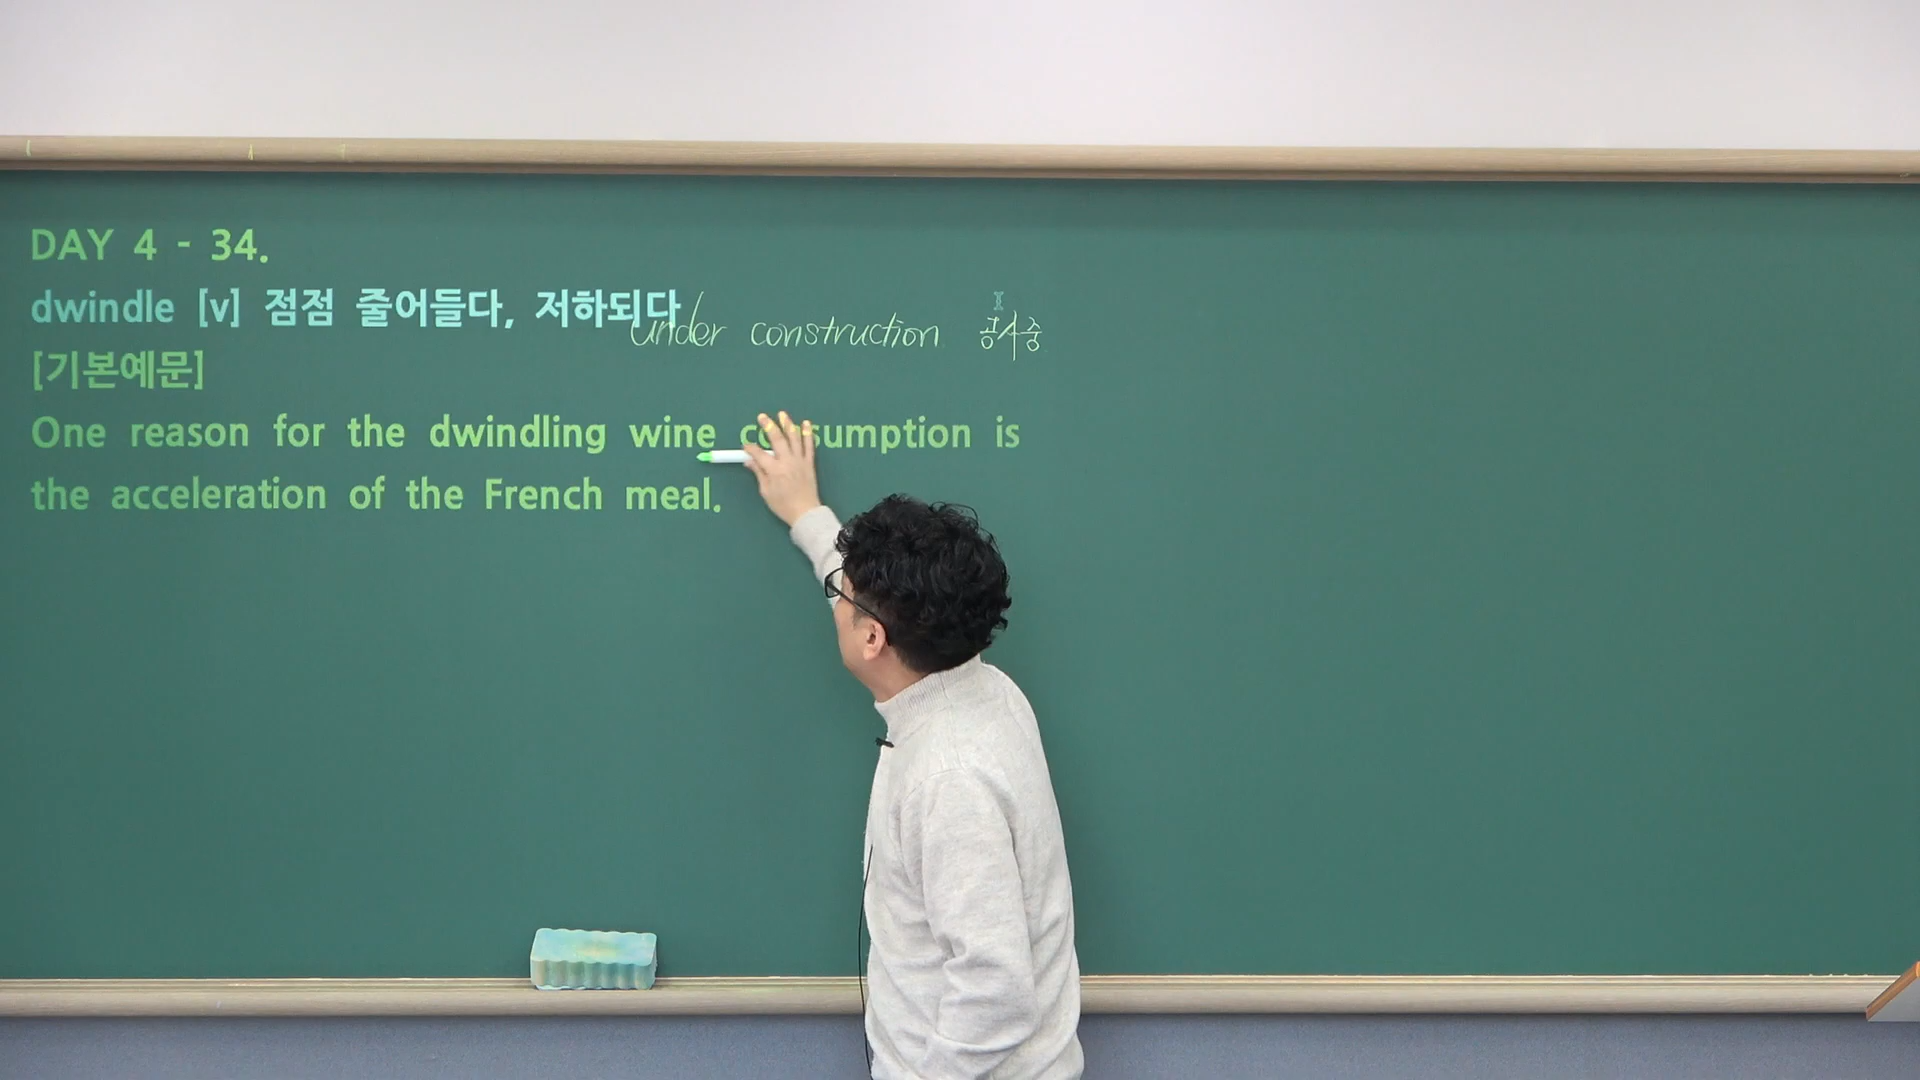 DAY 4 - 34.
dwindle [v] 점점 줄어들다, 저하되다
under construction 공사중
[기본예문]
One reason for the dwindling wine consumption is
the acceleration of the French meal.